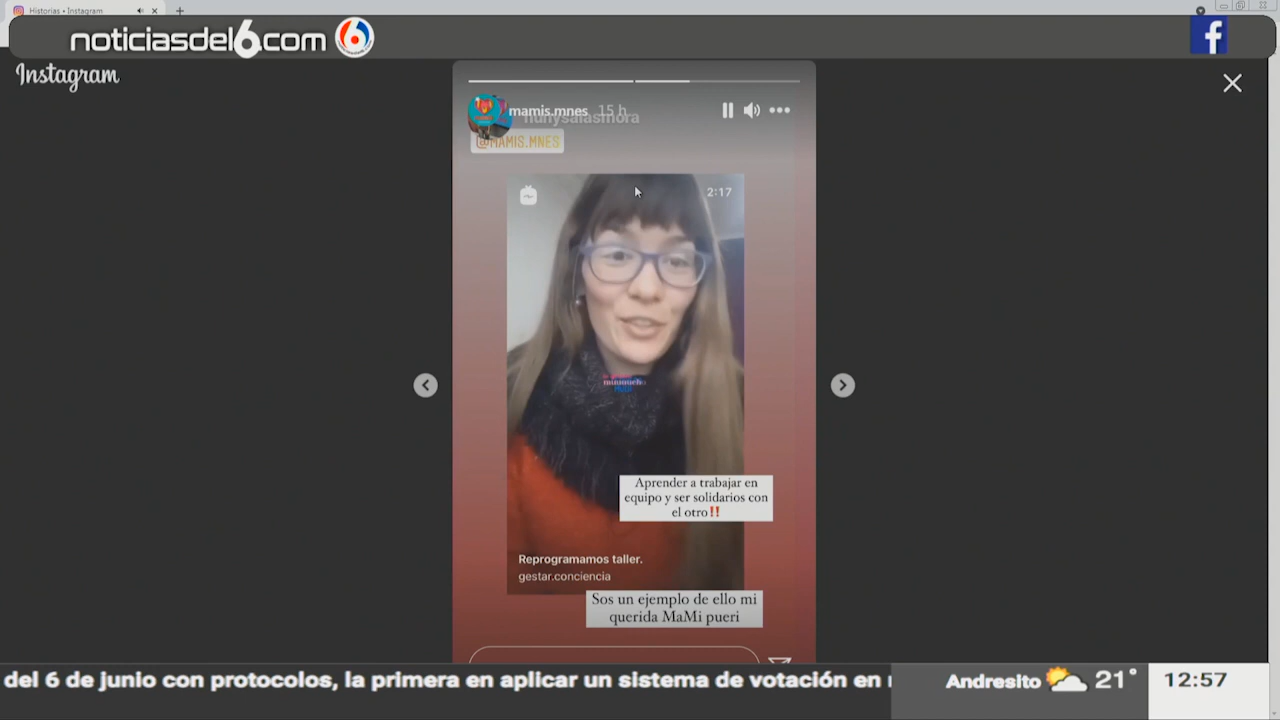 Historias • Instagram
noticiasdel6.com
Instagram
mamis.mnes 15 h
nunysalasmora
@MAMIS.MNES
2:17
Aprender a trabajar en
equipo y ser solidarios con
el otro‼
Reprogramamos taller.
gestar.conciencia
Sos un ejemplo de ello mi
querida MaMi pueri
del 6 de junio con protocolos, la primera en aplicar un sistema de votación en
Andresito 21°
12:57